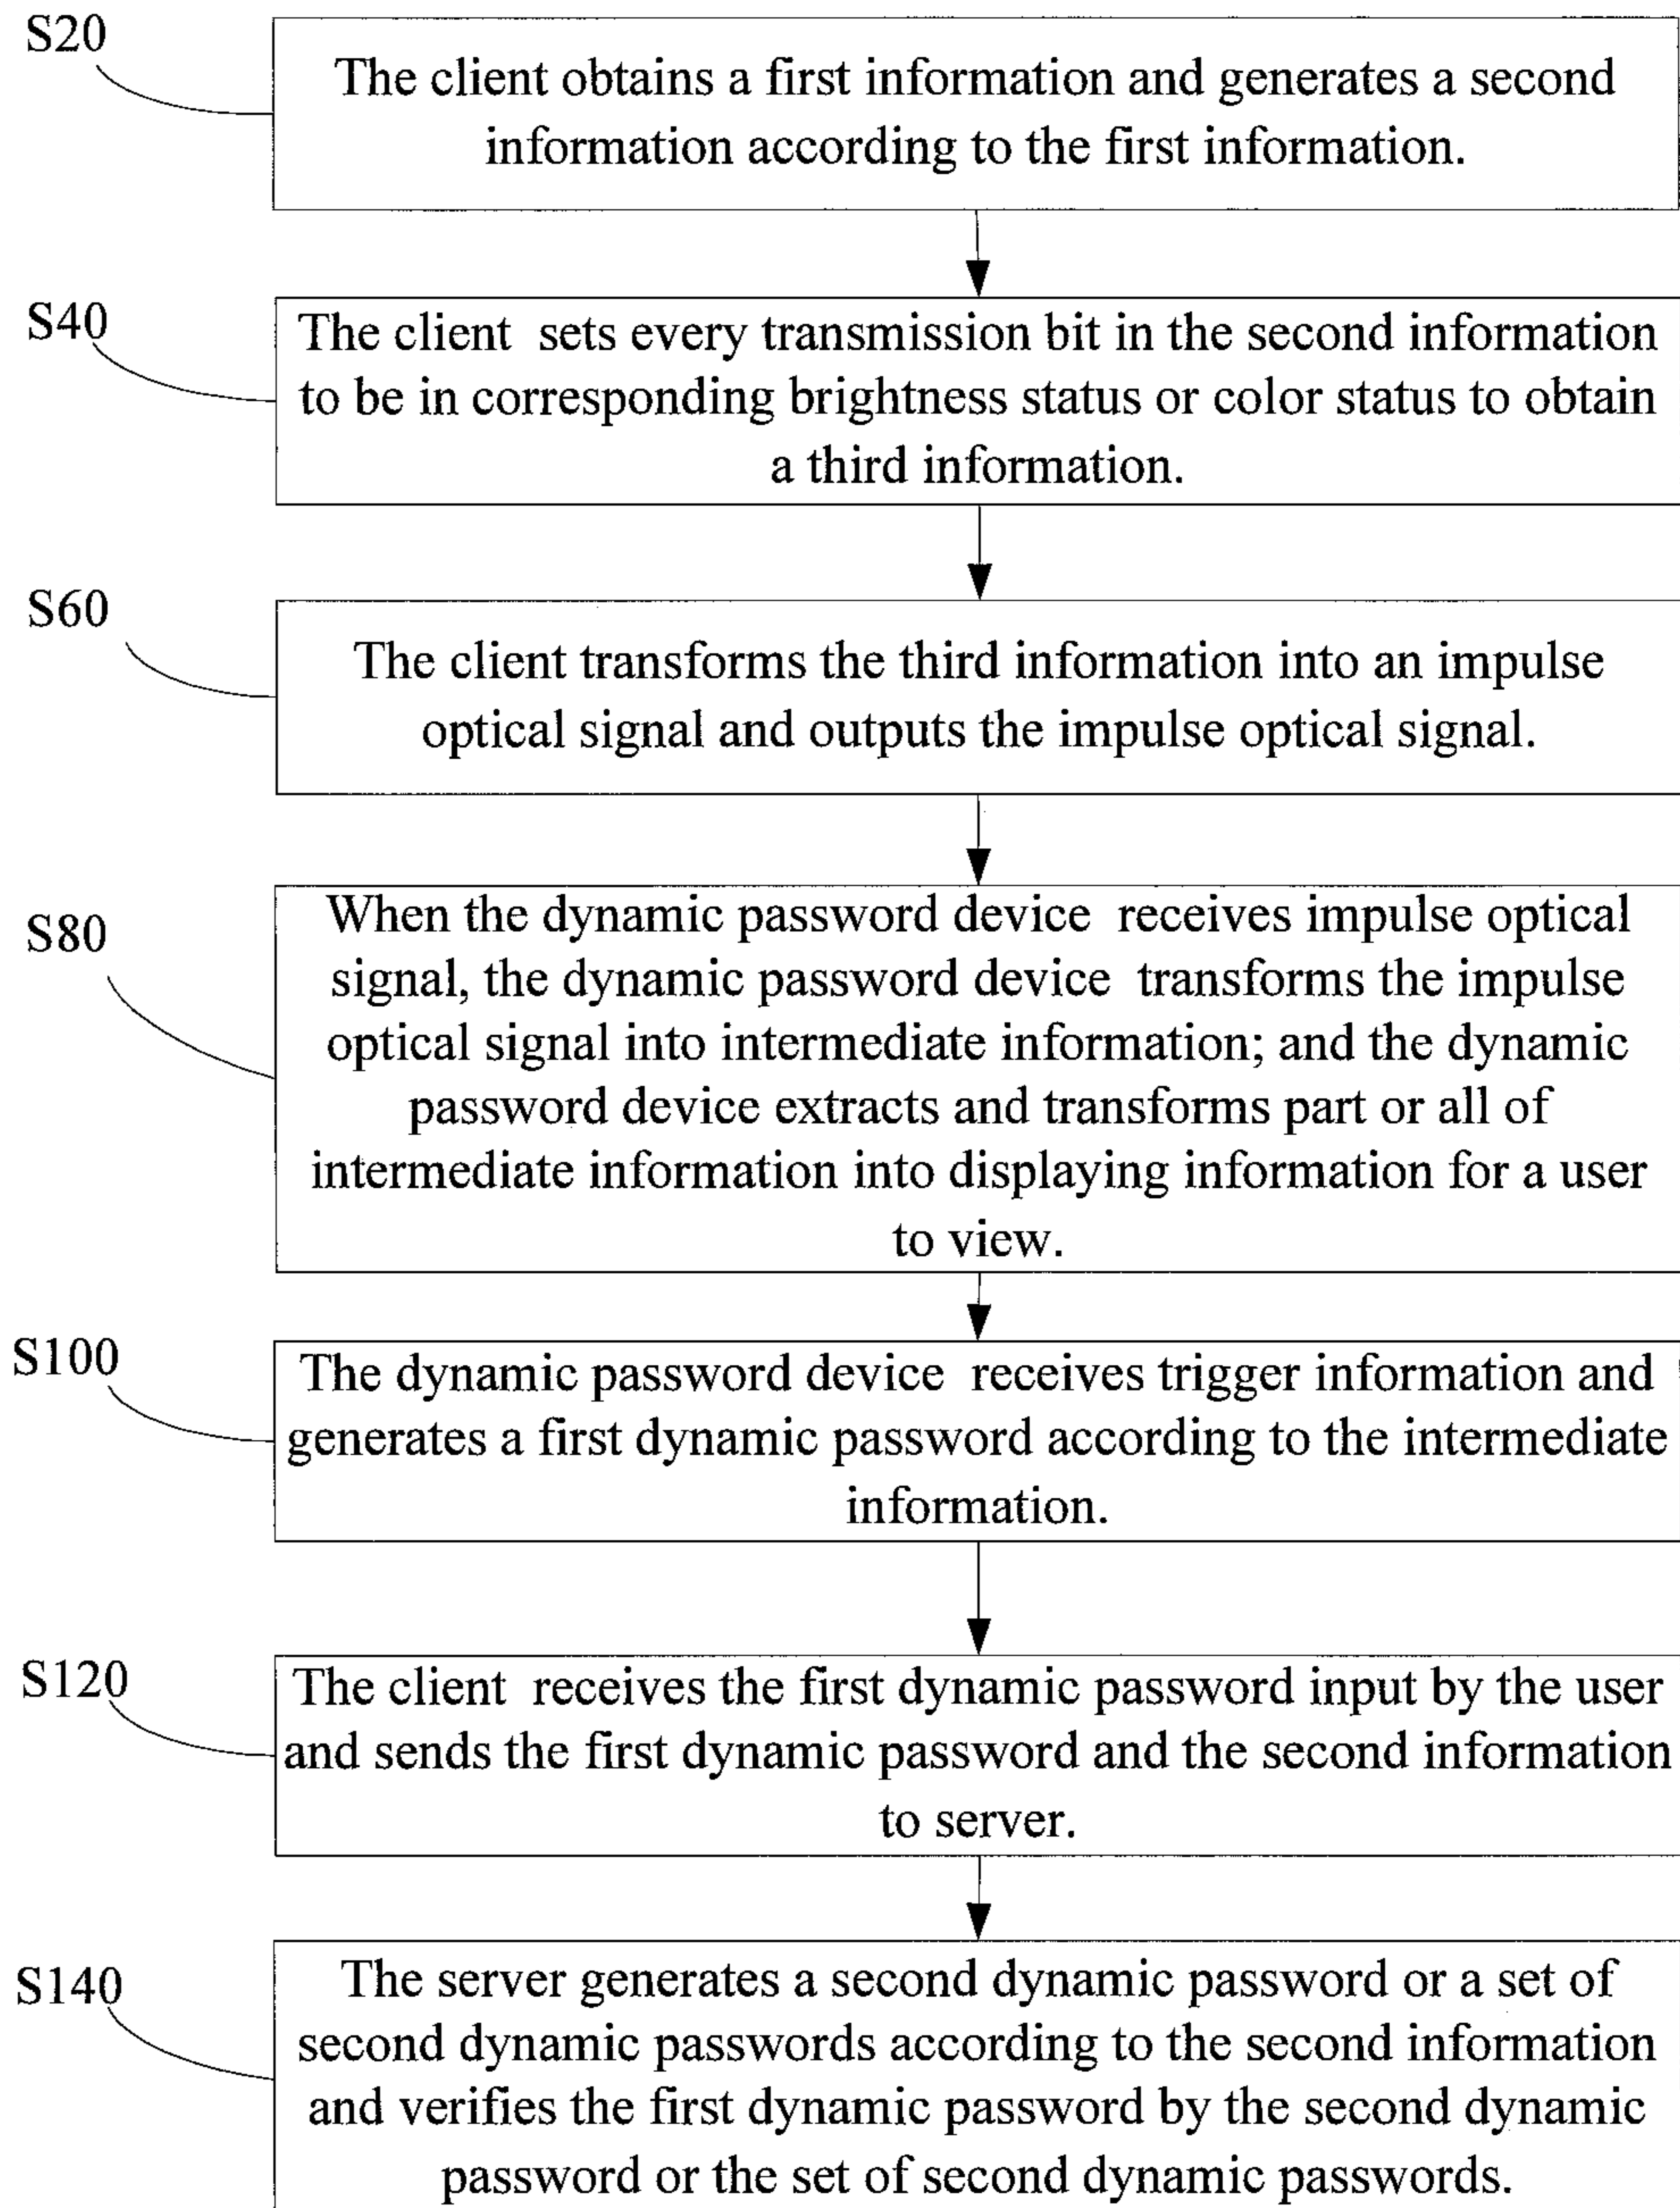 S20
The client obtains a first information and generates a second
information according to the first information.
S40
The client sets every transmission bit in the second information
to be in corresponding brightness status or color status to obtain
a third information.
S60
The client transforms the third information into an impulse
optical signal and outputs the impulse optical signal.
S80
When the dynamic password device receives impulse optical
signal, the dynamic password device transforms the impulse
optical signal into intermediate information; and the dynamic
password device extracts and transforms part or all of
intermediate information into displaying information for a user
to view.
S100
The dynamic password device receives trigger information and
generates a first dynamic password according to the intermediate
information.
S120
The client receives the first dynamic password input by the user
and sends the first dynamic password and the second information
to server.
S140
The server generates a second dynamic password or a set of
second dynamic passwords according to the second information
and verifies the first dynamic password by the second dynamic
password or the set of second dynamic passwords.